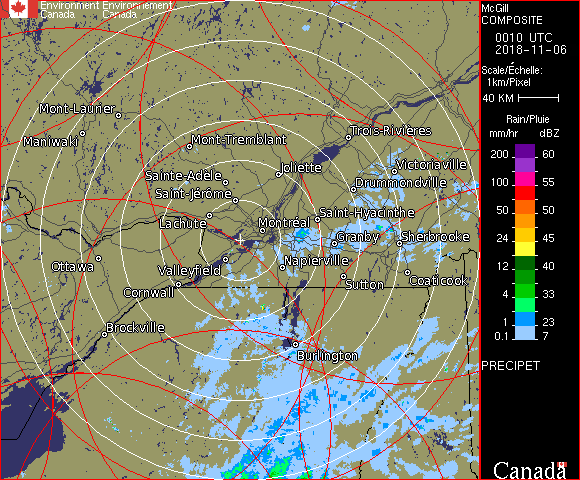 Environment Environnement
Canada Canada
McGill
COMPOSITE
0010 UTC
2018-11-06
Scale/Échelle:
1km/Pixel
40 KM
Rain/Pluie
mm/hr dBZ
200 60
100 55
75 53
50 50
24 45
12 40
4 33
2 23
0.1 7
PRECIPET
Canada
Mont-Laurier
Maniwaki
Mont-Tremblant
Trois-Rivières
Sainte-Adèle
Joliette
Victoriaville
Saint-Jérôme
Drummondville
Lachute
Saint-Hyacinthe
Montréal
Granby
Sherbrooke
Ottawa
Valleyfield
Napierville
Cornwall
Sutton
Coaticook
Brockville
Burlington